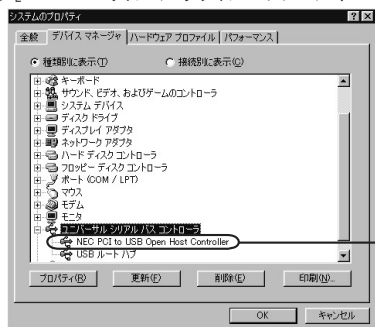 システムのプロパティ
全般 デバイス マネージャ ハードウェア プロファイル パフォーマンス
種類別に表示(T) 接続別に表示(C)
キーボード
サウンド、ビデオ、およびゲームのコントローラ
システム デバイス
ディスク ドライブ
ディスプレイ アダプタ
ネットワーク アダプタ
ハード ディスク コントローラ
フロッピー ディスク コントローラ
ポート (COM / LPT)
マウス
モデム
モニタ
ユニバーサル シリアル バス コントローラ
NEC PCI to USB Open Host Controller
USB ルート ハブ
プロパティ(R) 更新(F) 削除(E) 印刷(N)...
OK キャンセル